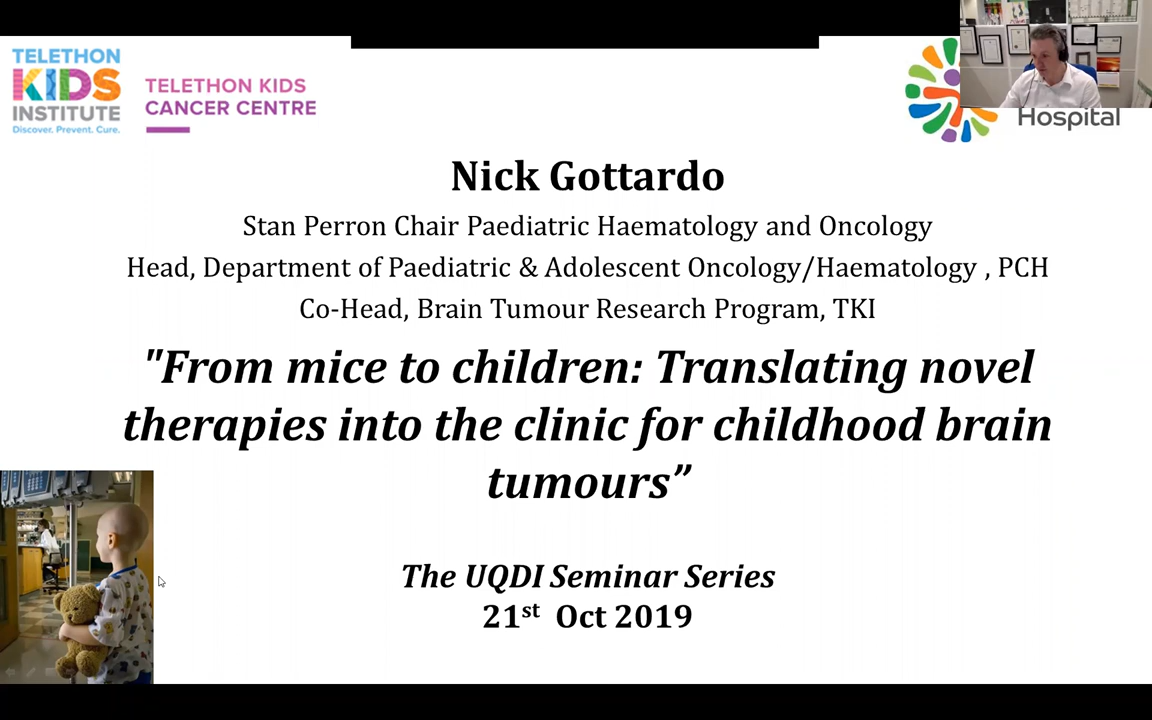 TELETHON
KIDS
INSTITUTE
Discover. Prevent. Cure.
TELETHON KIDS
CANCER CENTRE
Hospital
Nick Gottardo
Stan Perron Chair Paediatric Haematology and Oncology
Head, Department of Paediatric & Adolescent Oncology/Haematology , PCH
Co-Head, Brain Tumour Research Program, TKI
"From mice to children: Translating novel
therapies into the clinic for childhood brain
tumours”
The UQDI Seminar Series
21st Oct 2019